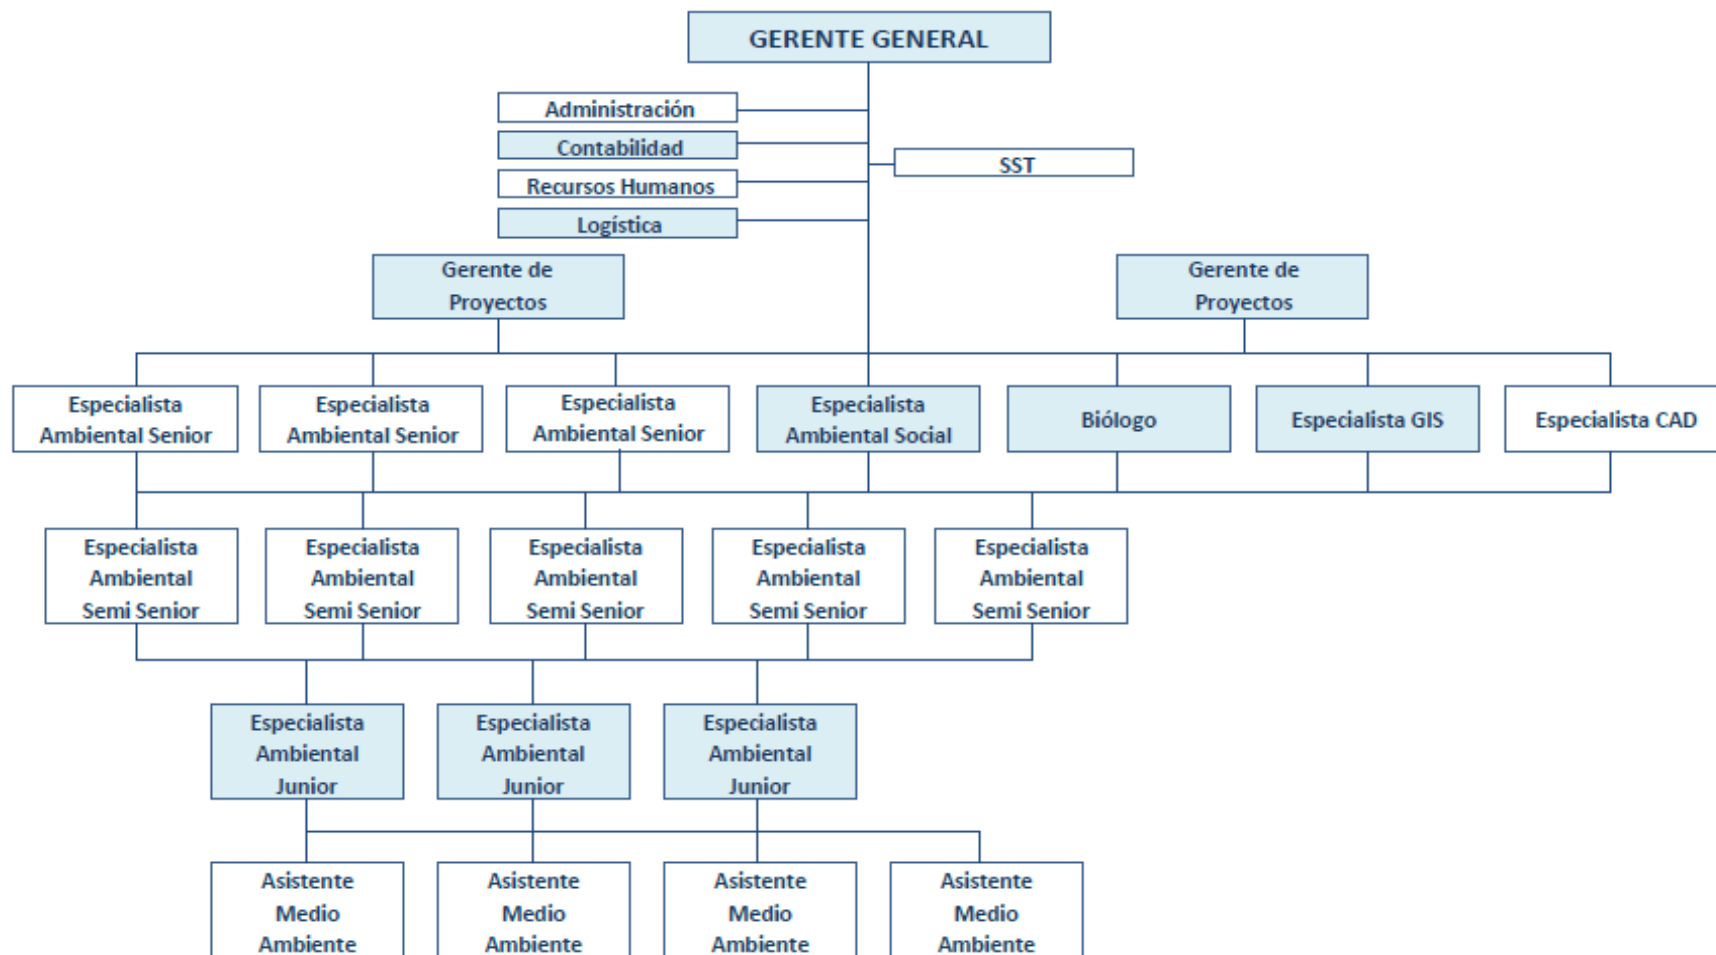 GERENTE GENERAL
Administración
Contabilidad
SST
Recursos Humanos
Logística
Gerente de
Proyectos
Gerente de
Proyectos
Especialista
Ambiental Senior
Especialista
Ambiental Senior
Especialista
Ambiental Senior
Especialista
Ambiental Social
Biólogo
Especialista GIS
Especialista CAD
Especialista
Ambiental
Semi Senior
Especialista
Ambiental
Semi Senior
Especialista
Ambiental
Semi Senior
Especialista
Ambiental
Semi Senior
Especialista
Ambiental
Semi Senior
Especialista
Ambiental
Junior
Especialista
Ambiental
Junior
Especialista
Ambiental
Junior
Asistente
Medio
Ambiente
Asistente
Medio
Ambiente
Asistente
Medio
Ambiente
Asistente
Medio
Ambiente